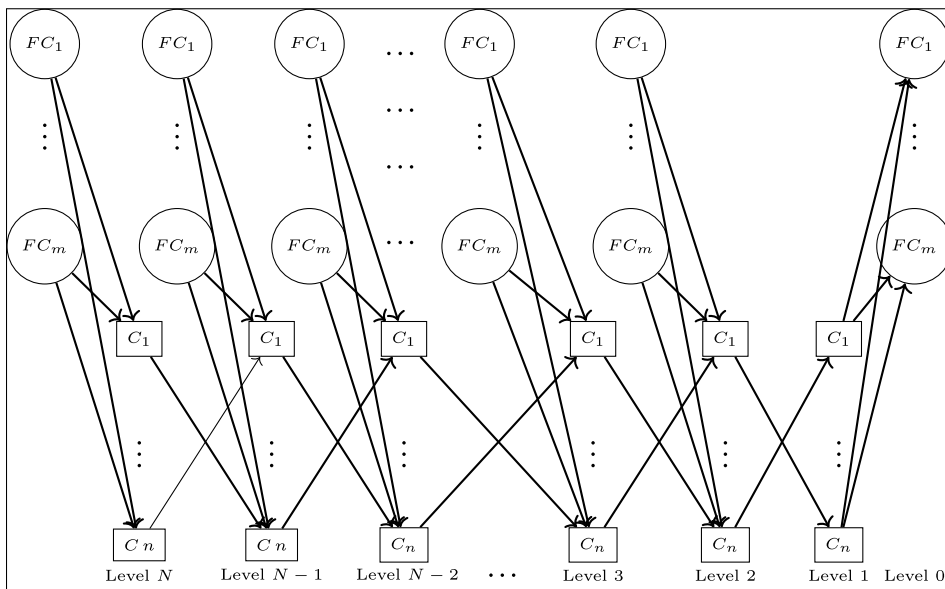 FC₁ FC₁ FC₁ ... FC₁ FC₁ FC₁
⋮ ⋮ ⋮ ... ⋮ ⋮ ⋮
...
FCₘ FCₘ FCₘ ... FCₘ FCₘ FCₘ
C₁ C₁ C₁ C₁ C₁ C₁
⋮ ⋮ ⋮ ⋮ ⋮ ⋮
C n C n Cₙ Cₙ Cₙ Cₙ
Level N Level N − 1 Level N − 2 ... Level 3 Level 2 Level 1 Level 0